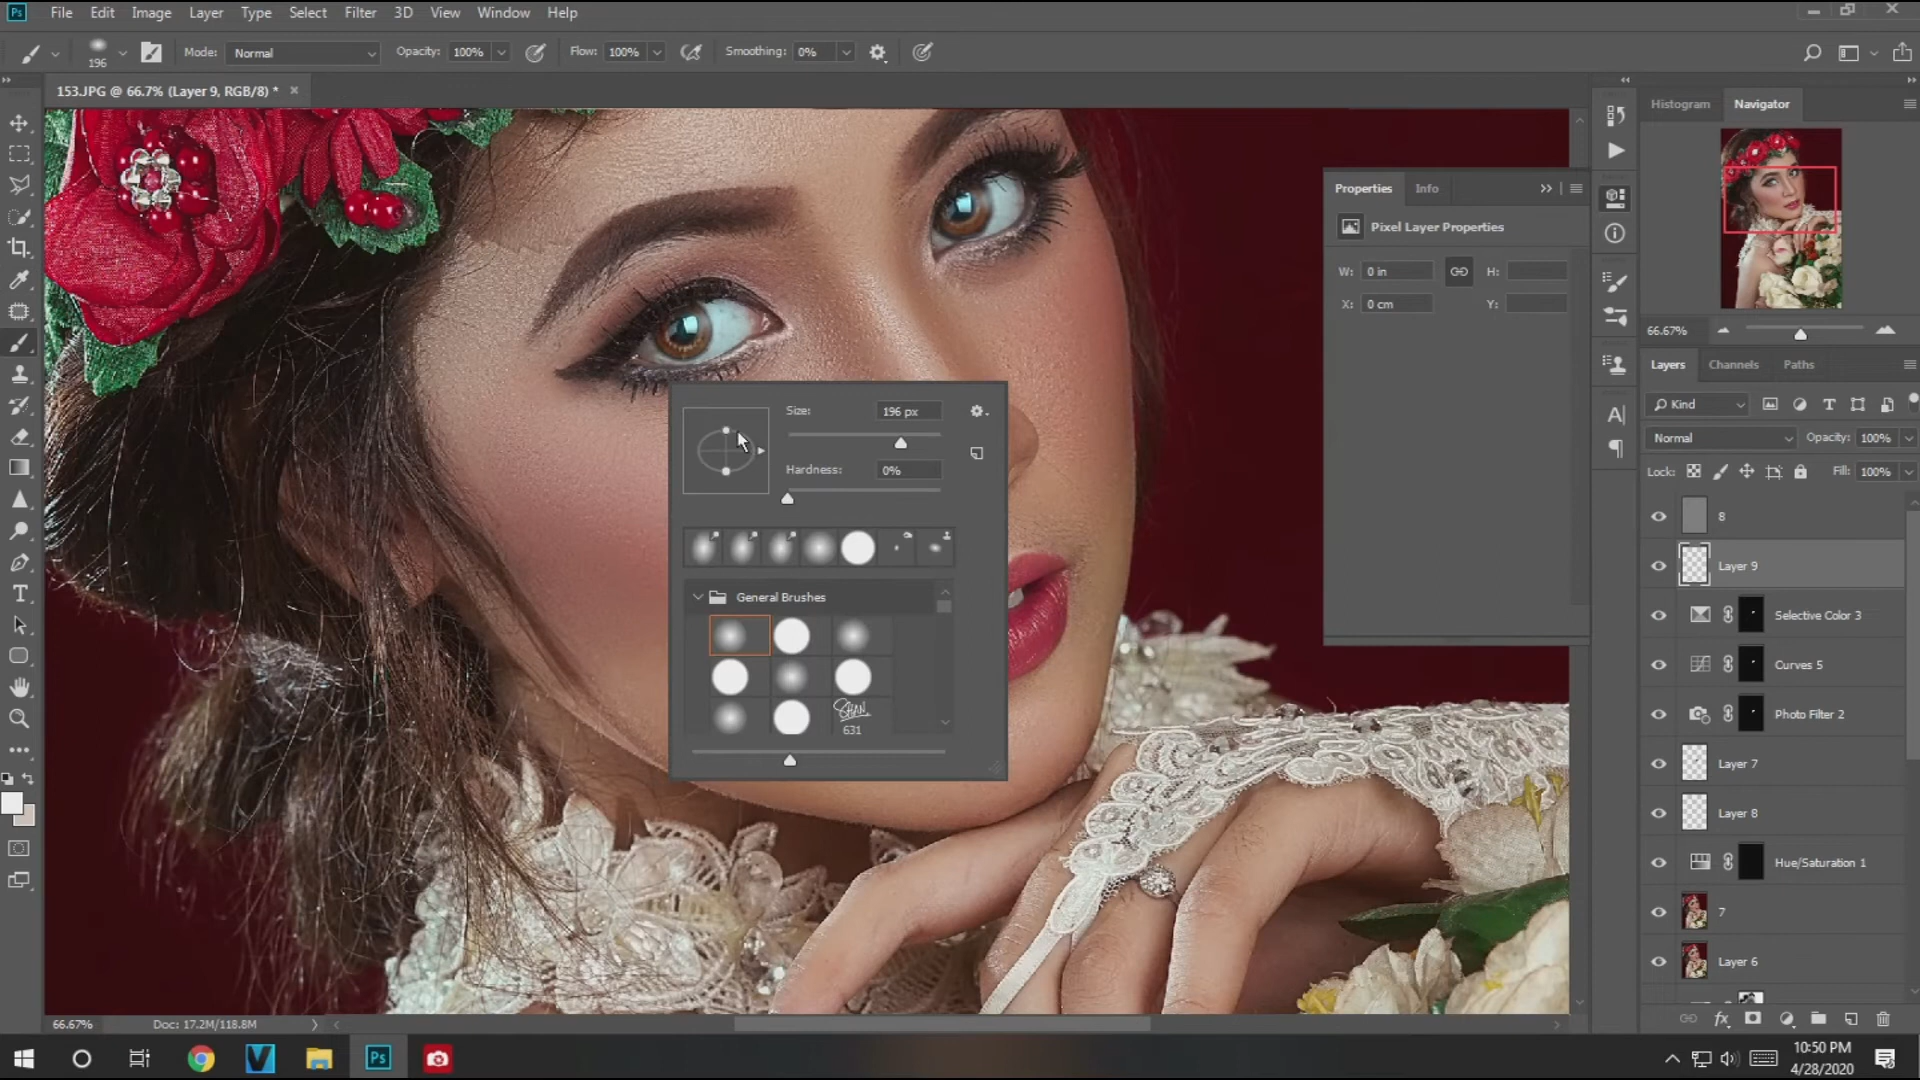 Ps File Edit Image Layer Type Select Filter 3D View Window Help
196 Mode: Normal Opacity: 100% Flow: 100% Smoothing: 0%
153.JPG @ 66.7% (Layer 9, RGB/8) * ×
Histogram Navigator
66.67%
Properties Info
Pixel Layer Properties
W: 0 in H:
X: 0 cm Y:
Size: 196 px
Hardness: 0%
General Brushes
631
Layers Channels Paths
Kind
Normal Opacity: 100%
Lock: Fill: 100%
8
Layer 9
Selective Color 3
Curves 5
Photo Filter 2
Layer 7
Layer 8
Hue/Saturation 1
7
Layer 6
fx
66.67% Doc: 17.2M/118.8M
Ps
10:50 PM
4/28/2020